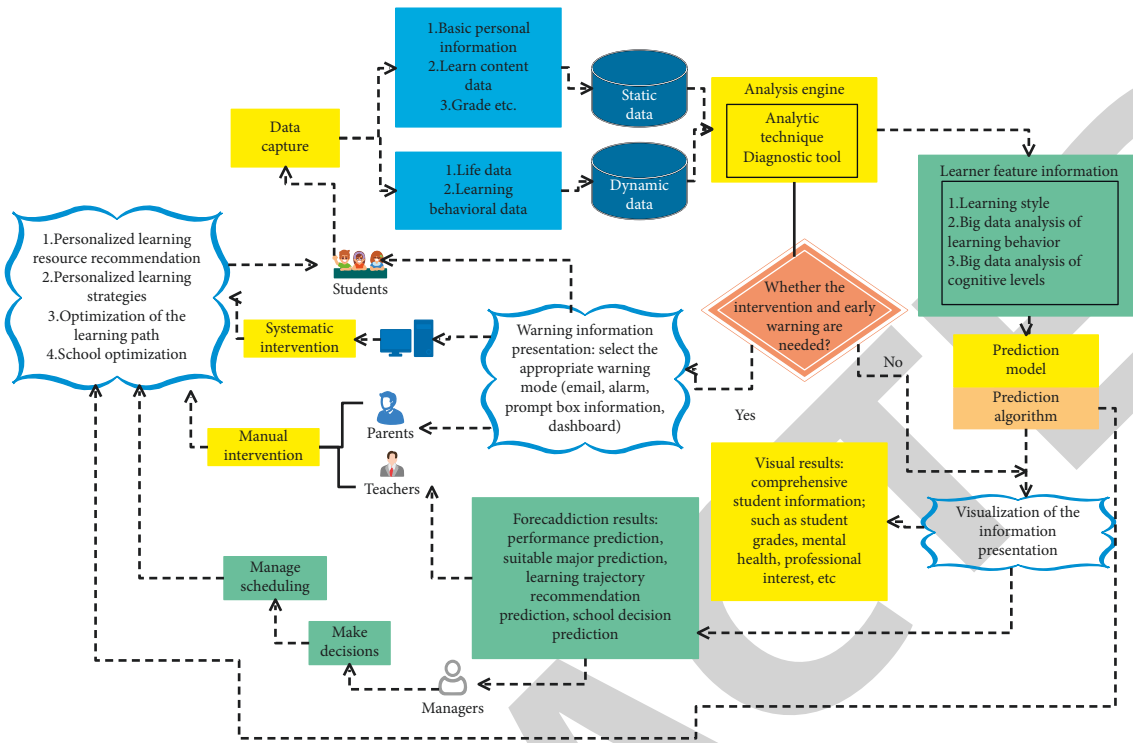 1.Basic personal
information
2.Learn content
data
3.Grade etc.
Static
data
Analysis engine
Analytic
technique
Diagnostic tool
Data
capture
1.Life data
2.Learning
behavioral data
Dynamic
data
Learner feature information
1.Learning style
2.Big data analysis of
learning behavior
3.Big data analysis of
cognitive levels
1.Personalized learning
resource recommendation
2.Personalized learning
strategies
3.Optimization of the
learning path
4.School optimization
Students
Whether the
intervention and early
warning are
needed?
Systematic
intervention
Warning information
presentation: select the
appropriate warning
mode (email, alarm,
prompt box information,
dashboard)
Yes
No
Prediction
model
Prediction
algorithm
Manual
intervention
Parents
Teachers
Visual results:
comprehensive
student information;
such as student
grades, mental
health, professional
interest, etc
Visualization of the
information
presentation
Forecaddiction results:
performance prediction,
suitable major prediction,
learning trajectory
recommendation
prediction, school decision
prediction
Manage
scheduling
Make
decisions
Managers